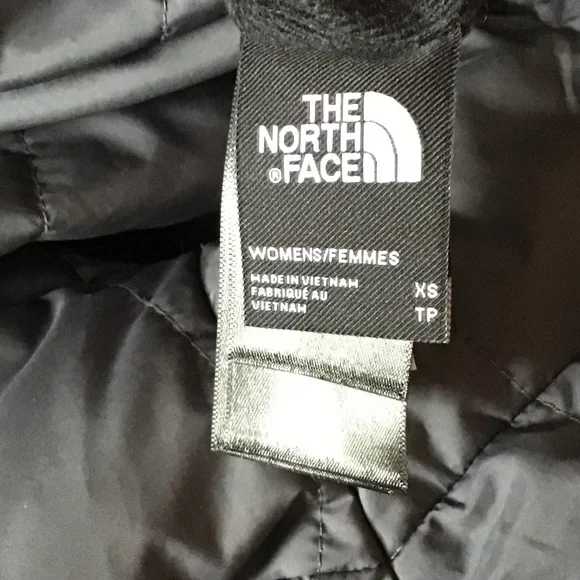 THE
NORTH
®FACE
WOMENS/FEMMES
MADE IN VIETNAM
FABRIQUÉ AU
VIETNAM
XS
TP